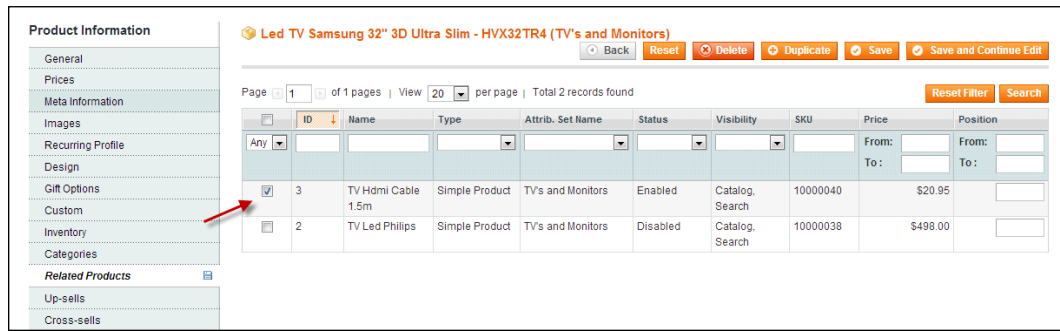 Product Information
General
Prices
Meta Information
Images
Recurring Profile
Design
Gift Options
Custom
Inventory
Categories
Related Products
Up-sells
Cross-sells
Led TV Samsung 32" 3D Ultra Slim - HVX32TR4 (TV's and Monitors)
Back Reset Delete Duplicate Save Save and Continue Edit
Page 1 of 1 pages | View 20 per page | Total 2 records found
Reset Filter Search
ID Name Type Attrib. Set Name Status Visibility SKU Price Position
Any From: From:
To : To :
3 TV Hdmi Cable Simple Product TV's and Monitors Enabled Catalog, 10000040 $20.95
1.5m Search
2 TV Led Philips Simple Product TV's and Monitors Disabled Catalog, 10000038 $498.00
Search